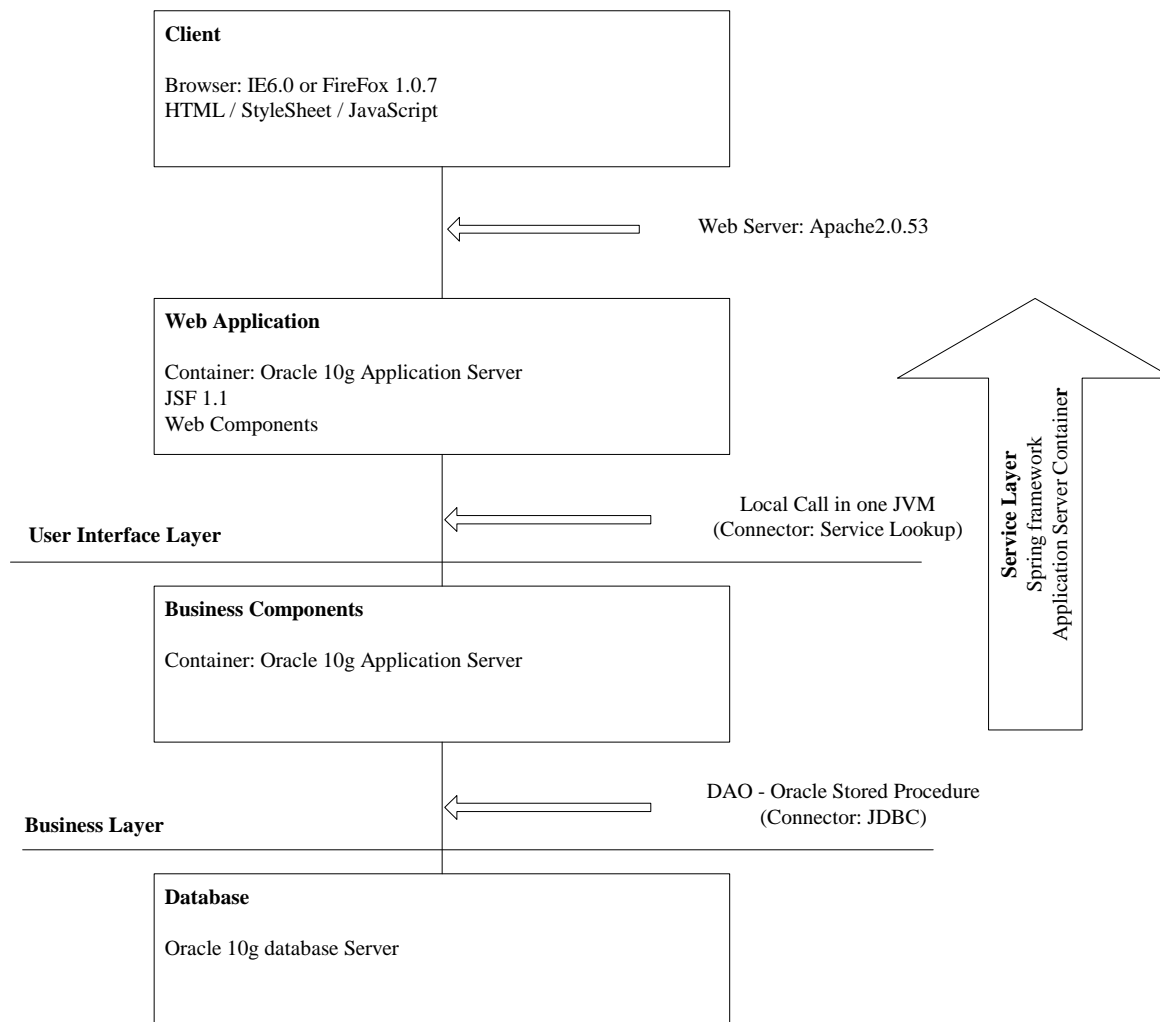 Client
Browser: IE6.0 or FireFox 1.0.7
HTML / StyleSheet / JavaScript
Web Server: Apache2.0.53
Web Application
Container: Oracle 10g Application Server
JSF 1.1
Web Components
Local Call in one JVM
(Connector: Service Lookup)
User Interface Layer
Service Layer
Spring framework
Application Server Container
Business Components
Container: Oracle 10g Application Server
DAO - Oracle Stored Procedure
(Connector: JDBC)
Business Layer
Database
Oracle 10g database Server